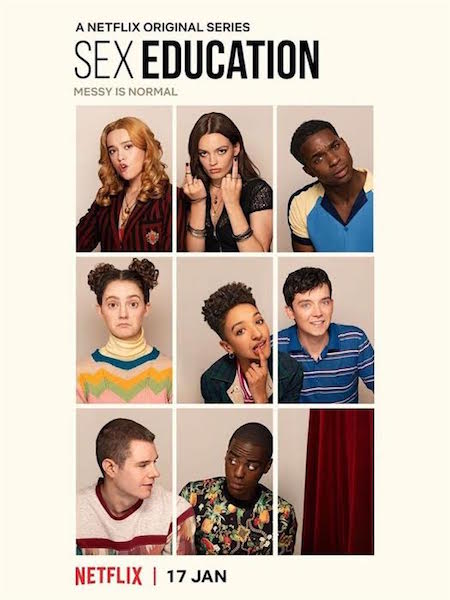 A NETFLIX ORIGINAL SERIES
SEX EDUCATION
MESSY IS NORMAL
NETFLIX | 17 JAN